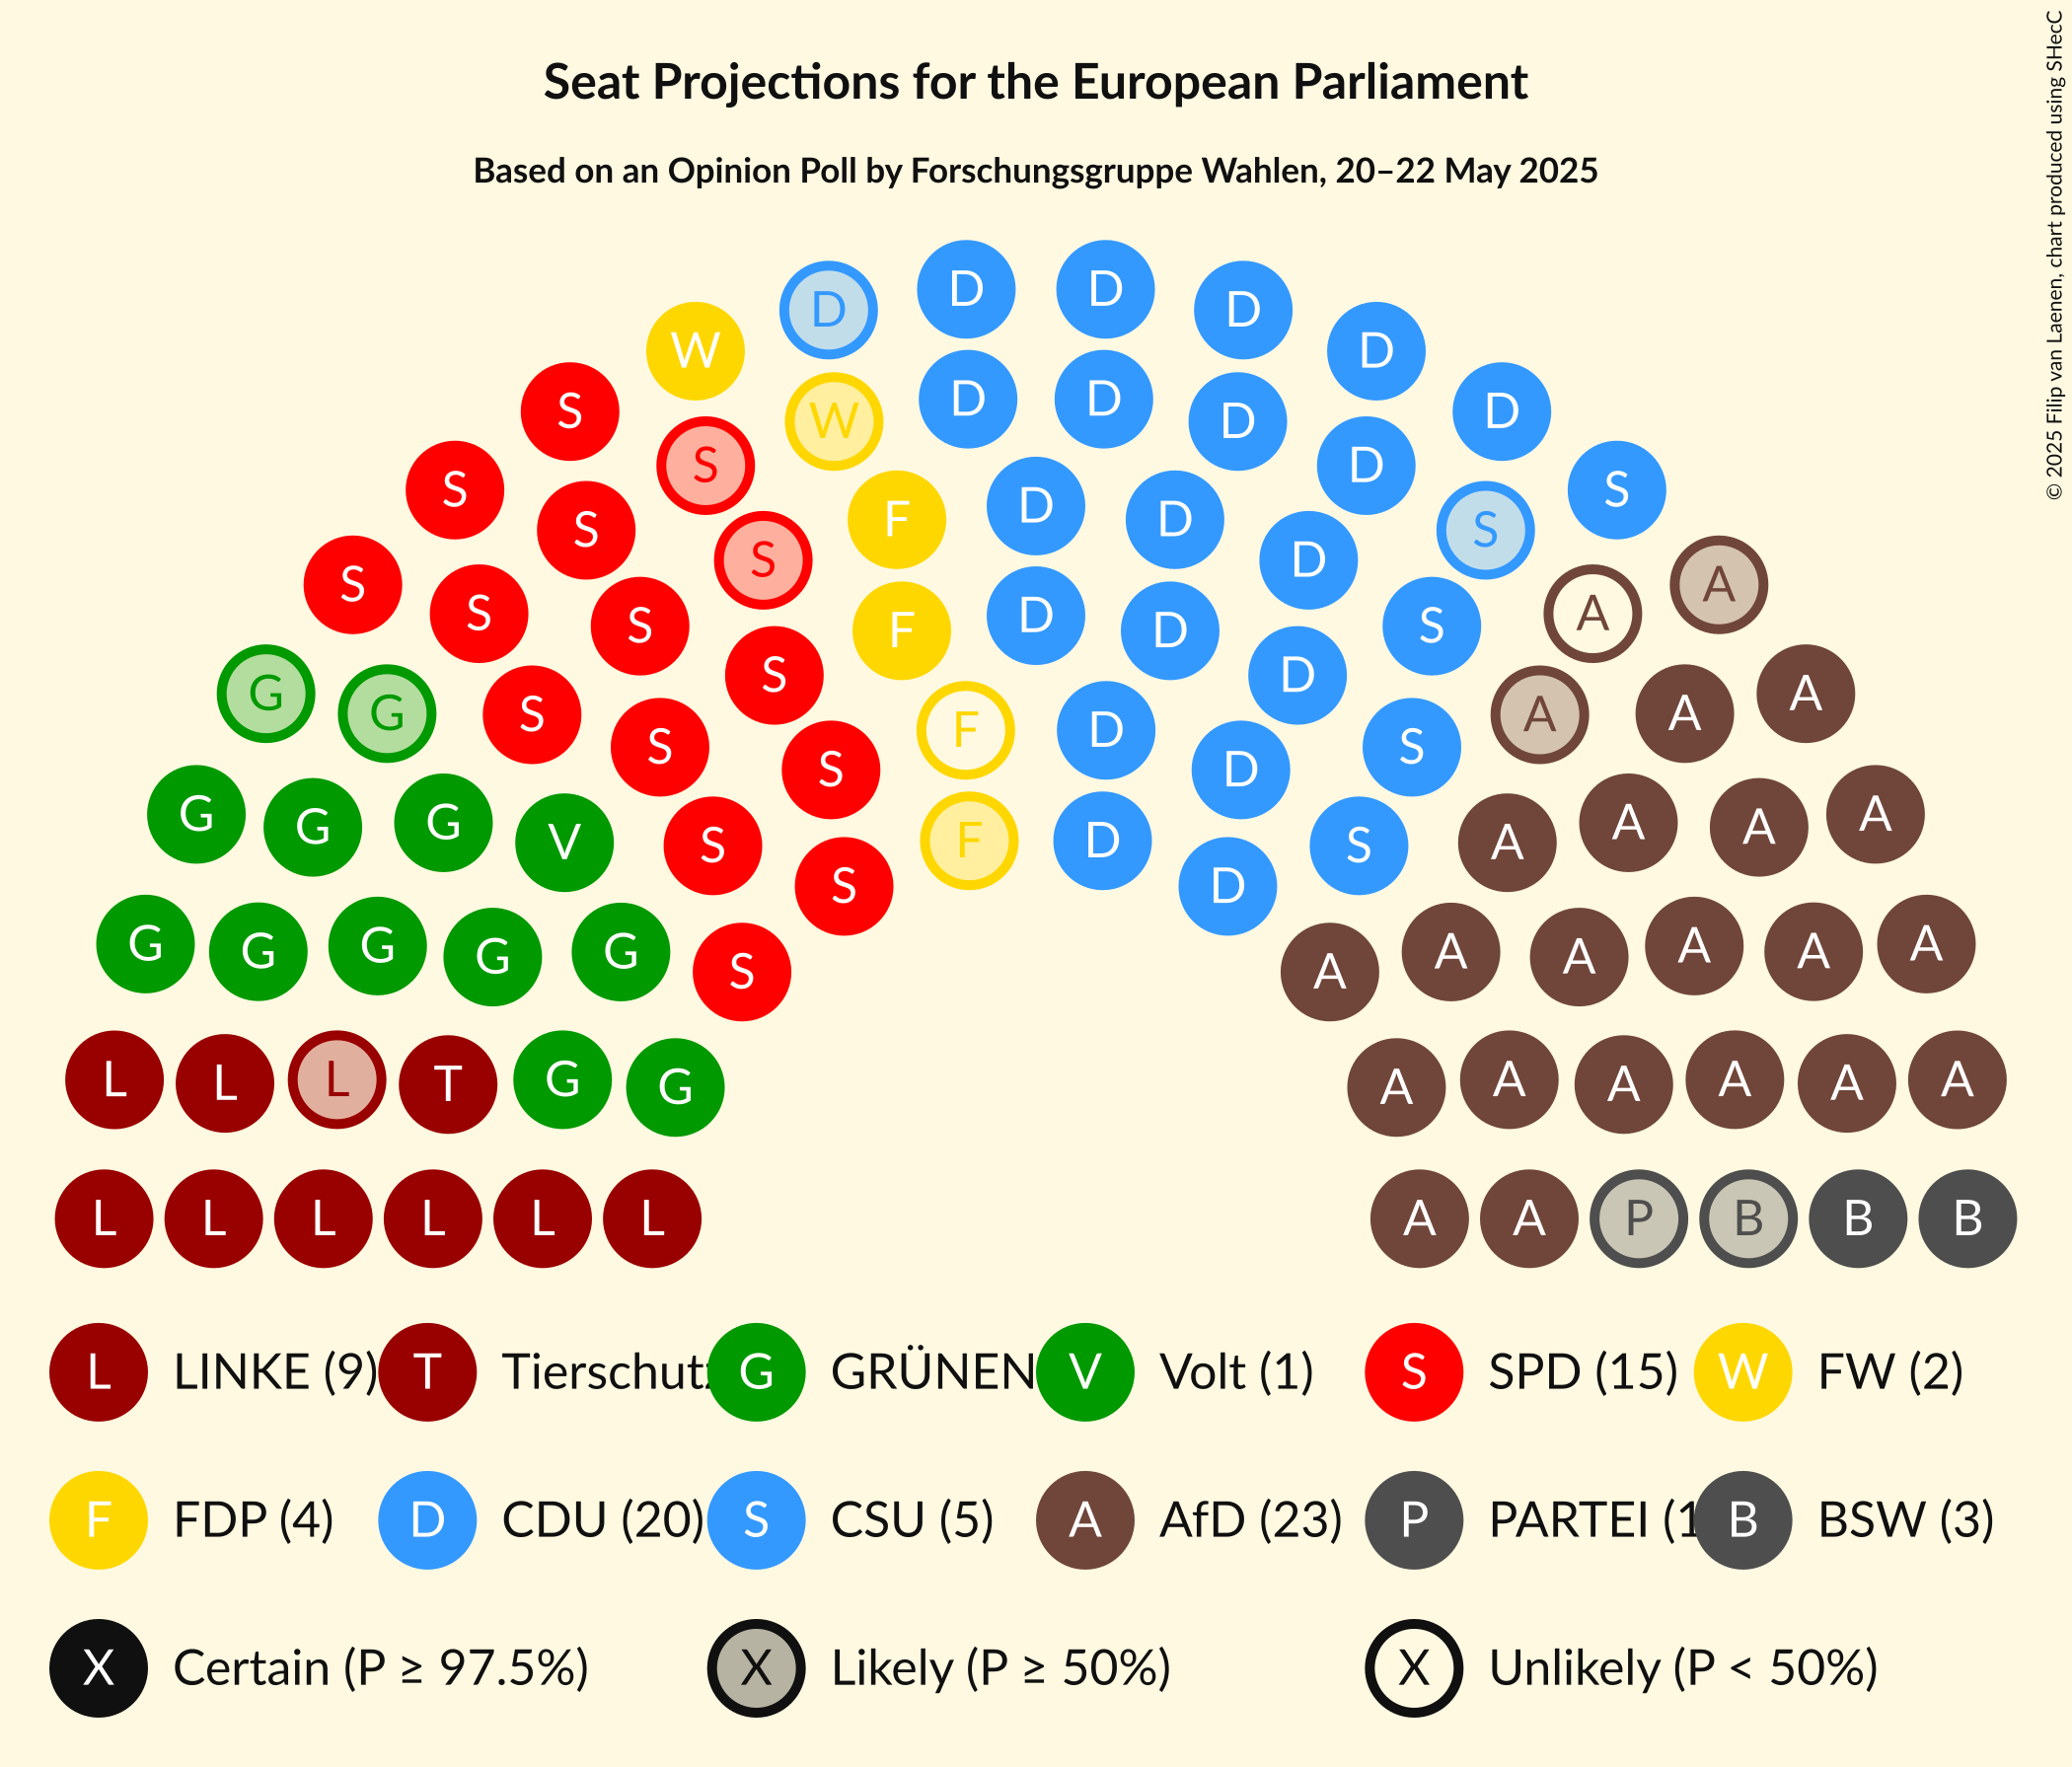 Seat Projections for the European Parliament
Based on an Opinion Poll by Forschungsgruppe Wahlen, 20–22 May 2025
© 2025 Filip van Laenen, chart produced using SHecC
D D
D D
W D
D D
S D
W D
S D
S S
D
F D
S S
S D
S A
S D A
S F D S
S D
G A
G S A A
F D
S S
S D
G A
G G A A
V S F D S A
S D
G G G G G A A A A A
S A
L L L T G G A A A A A A
L L L L L L A A P B B B
L LINKE (9) T Tierschut G GRÜNEN V Volt (1) S SPD (15) W FW (2)
F FDP (4) D CDU (20) S CSU (5) A AfD (23) P PARTEI (1 B BSW (3)
X Certain (P ≥ 97.5%) X Likely (P ≥ 50%) X Unlikely (P < 50%)